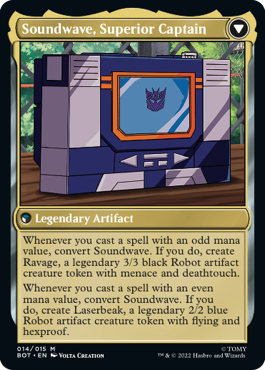 Soundwave, Superior Captain
Legendary Artifact
Whenever you cast a spell with an odd mana
value, convert Soundwave. If you do, create
Ravage, a legendary 3/3 black Robot artifact
creature token with menace and deathtouch.
Whenever you cast a spell with an even
mana value, convert Soundwave. If you
do, create Laserbeak, a legendary 2/2 blue
Robot artifact creature token with flying and
hexproof.
014/015 M
BOT • EN Volta Creation
© TOMY
™ & © 2022 Hasbro and Wizards